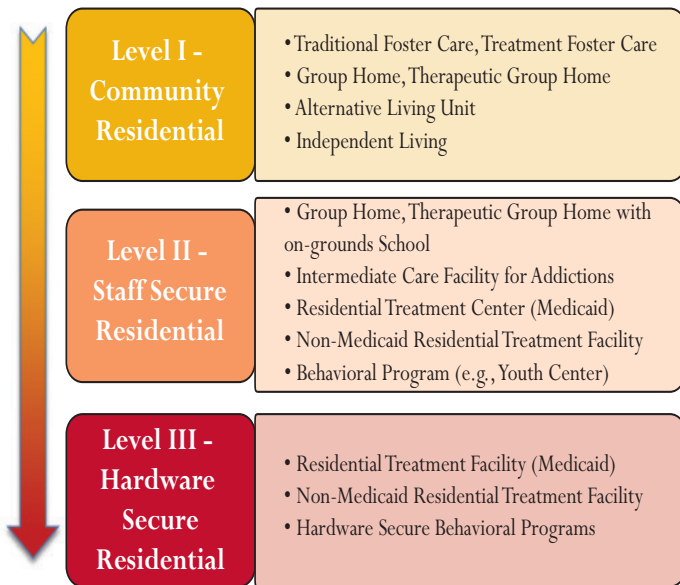 Level I -
Community
Residential
• Traditional Foster Care, Treatment Foster Care
• Group Home, Therapeutic Group Home
• Alternative Living Unit
• Independent Living
Level II -
Staff Secure
Residential
• Group Home, Therapeutic Group Home with
on-grounds School
• Intermediate Care Facility for Addictions
• Residential Treatment Center (Medicaid)
• Non-Medicaid Residential Treatment Facility
• Behavioral Program (e.g., Youth Center)
Level III -
Hardware
Secure
Residential
• Residential Treatment Facility (Medicaid)
• Non-Medicaid Residential Treatment Facility
• Hardware Secure Behavioral Programs